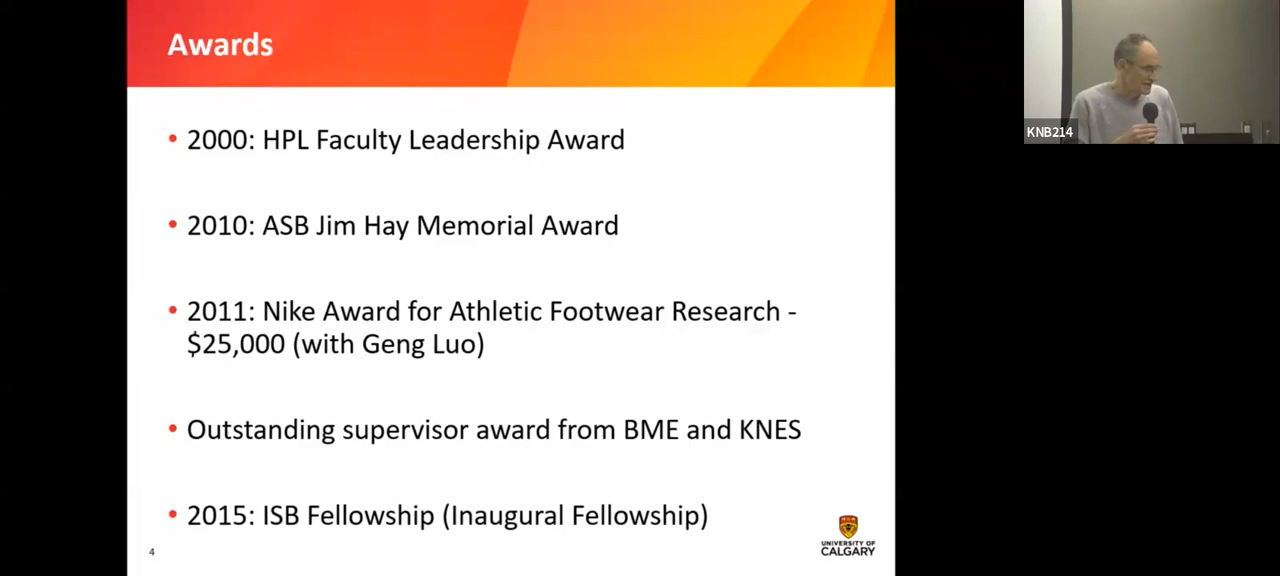 Awards
• 2000: HPL Faculty Leadership Award
• 2010: ASB Jim Hay Memorial Award
• 2011: Nike Award for Athletic Footwear Research -
$25,000 (with Geng Luo)
• Outstanding supervisor award from BME and KNES
• 2015: ISB Fellowship (Inaugural Fellowship)
4
UNIVERSITY OF
CALGARY
KNB214